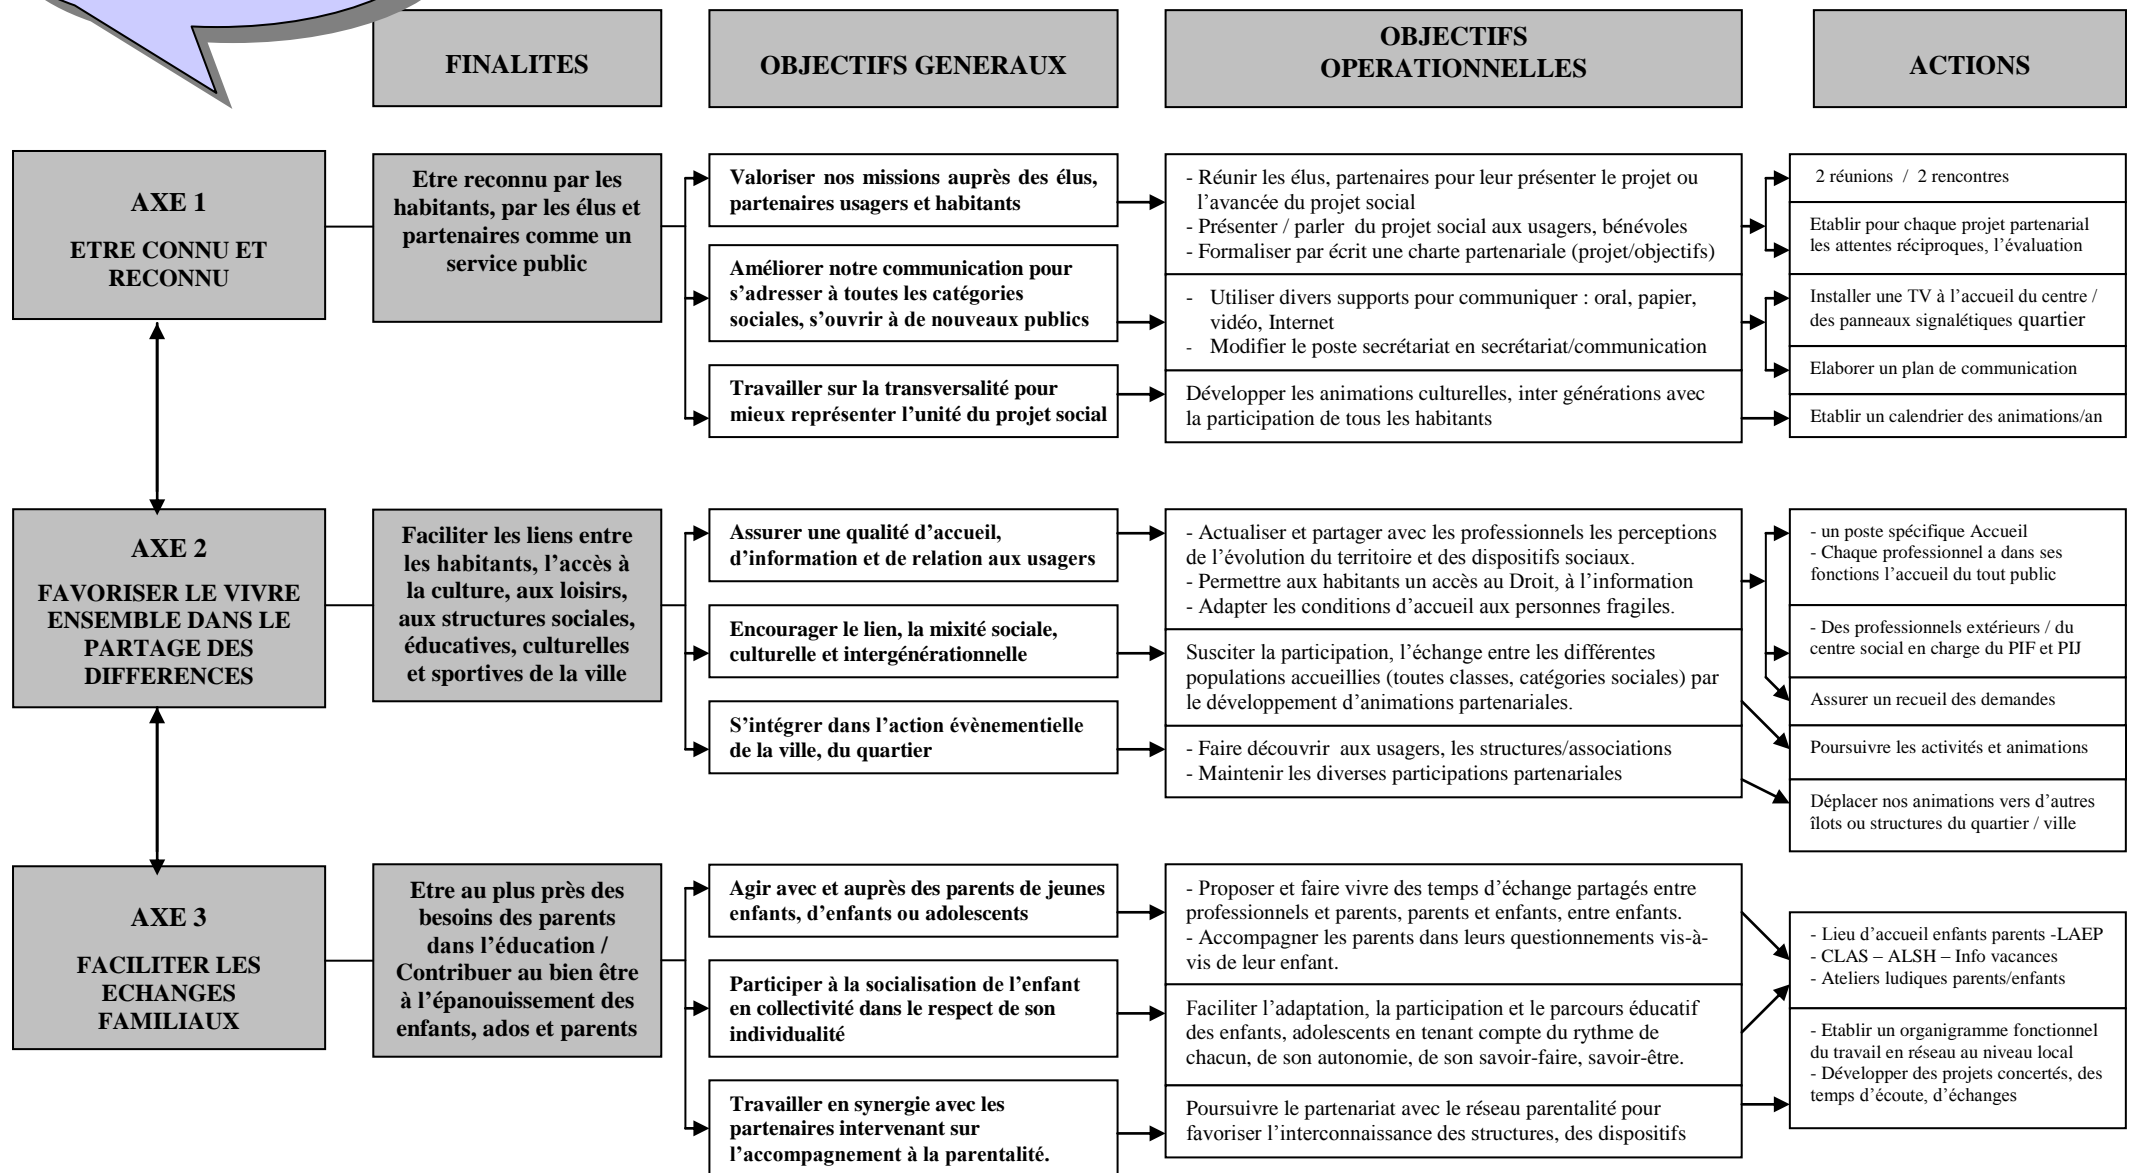 FINALITES
OBJECTIFS GENERAUX
OBJECTIFS
OPERATIONNELLES
ACTIONS
AXE 1
ETRE CONNU ET
RECONNU
Etre reconnu par les
habitants, par les élus et
partenaires comme un
service public
Valoriser nos missions auprès des élus,
partenaires usagers et habitants
Améliorer notre communication pour
s’adresser à toutes les catégories
sociales, s’ouvrir à de nouveaux publics
Travailler sur la transversalité pour
mieux représenter l’unité du projet social
- Réunir les élus, partenaires pour leur présenter le projet ou
l’avancée du projet social
- Présenter / parler du projet social aux usagers, bénévoles
- Formaliser par écrit une charte partenariale (projet/objectifs)
- Utiliser divers supports pour communiquer : oral, papier,
vidéo, Internet
- Modifier le poste secrétariat en secrétariat/communication
Développer les animations culturelles, inter générations avec
la participation de tous les habitants
2 réunions / 2 rencontres
Etablir pour chaque projet partenarial
les attentes réciproques, l’évaluation
Installer une TV à l’accueil du centre /
des panneaux signalétiques quartier
Elaborer un plan de communication
Etablir un calendrier des animations/an
AXE 2
FAVORISER LE VIVRE
ENSEMBLE DANS LE
PARTAGE DES
DIFFERENCES
Faciliter les liens entre
les habitants, l’accès à
la culture, aux loisirs,
aux structures sociales,
éducatives, culturelles
et sportives de la ville
Assurer une qualité d’accueil,
d’information et de relation aux usagers
Encourager le lien, la mixité sociale,
culturelle et intergénérationnelle
S’intégrer dans l’action évènementielle
de la ville, du quartier
- Actualiser et partager avec les professionnels les perceptions
de l’évolution du territoire et des dispositifs sociaux.
- Permettre aux habitants un accès au Droit, à l’information
- Adapter les conditions d’accueil aux personnes fragiles.
Susciter la participation, l’échange entre les différentes
populations accueillies (toutes classes, catégories sociales) par
le développement d’animations partenariales.
- Faire découvrir aux usagers, les structures/associations
- Maintenir les diverses participations partenariales
- un poste spécifique Accueil
- Chaque professionnel a dans ses
fonctions l’accueil du tout public
- Des professionnels extérieurs / du
centre social en charge du PIF et PIJ
Assurer un recueil des demandes
Poursuivre les activités et animations
Déplacer nos animations vers d’autres
îlots ou structures du quartier / ville
AXE 3
FACILITER LES
ECHANGES
FAMILIAUX
Etre au plus près des
besoins des parents
dans l’éducation /
Contribuer au bien être
à l’épanouissement des
enfants, ados et parents
Agir avec et auprès des parents de jeunes
enfants, d’enfants ou adolescents
Participer à la socialisation de l’enfant
en collectivité dans le respect de son
individualité
Travailler en synergie avec les
partenaires intervenant sur
l’accompagnement à la parentalité.
- Proposer et faire vivre des temps d’échange partagés entre
professionnels et parents, parents et enfants, entre enfants.
- Accompagner les parents dans leurs questionnements vis-à-
vis de leur enfant.
Faciliter l’adaptation, la participation et le parcours éducatif
des enfants, adolescents en tenant compte du rythme de
chacun, de son autonomie, de son savoir-faire, savoir-être.
Poursuivre le partenariat avec le réseau parentalité pour
favoriser l’interconnaissance des structures, des dispositifs
- Lieu d’accueil enfants parents -LAEP
- CLAS – ALSH – Info vacances
- Ateliers ludiques parents/enfants
- Etablir un organigramme fonctionnel
du travail en réseau au niveau local
- Développer des projets concertés, des
temps d’écoute, d’échanges